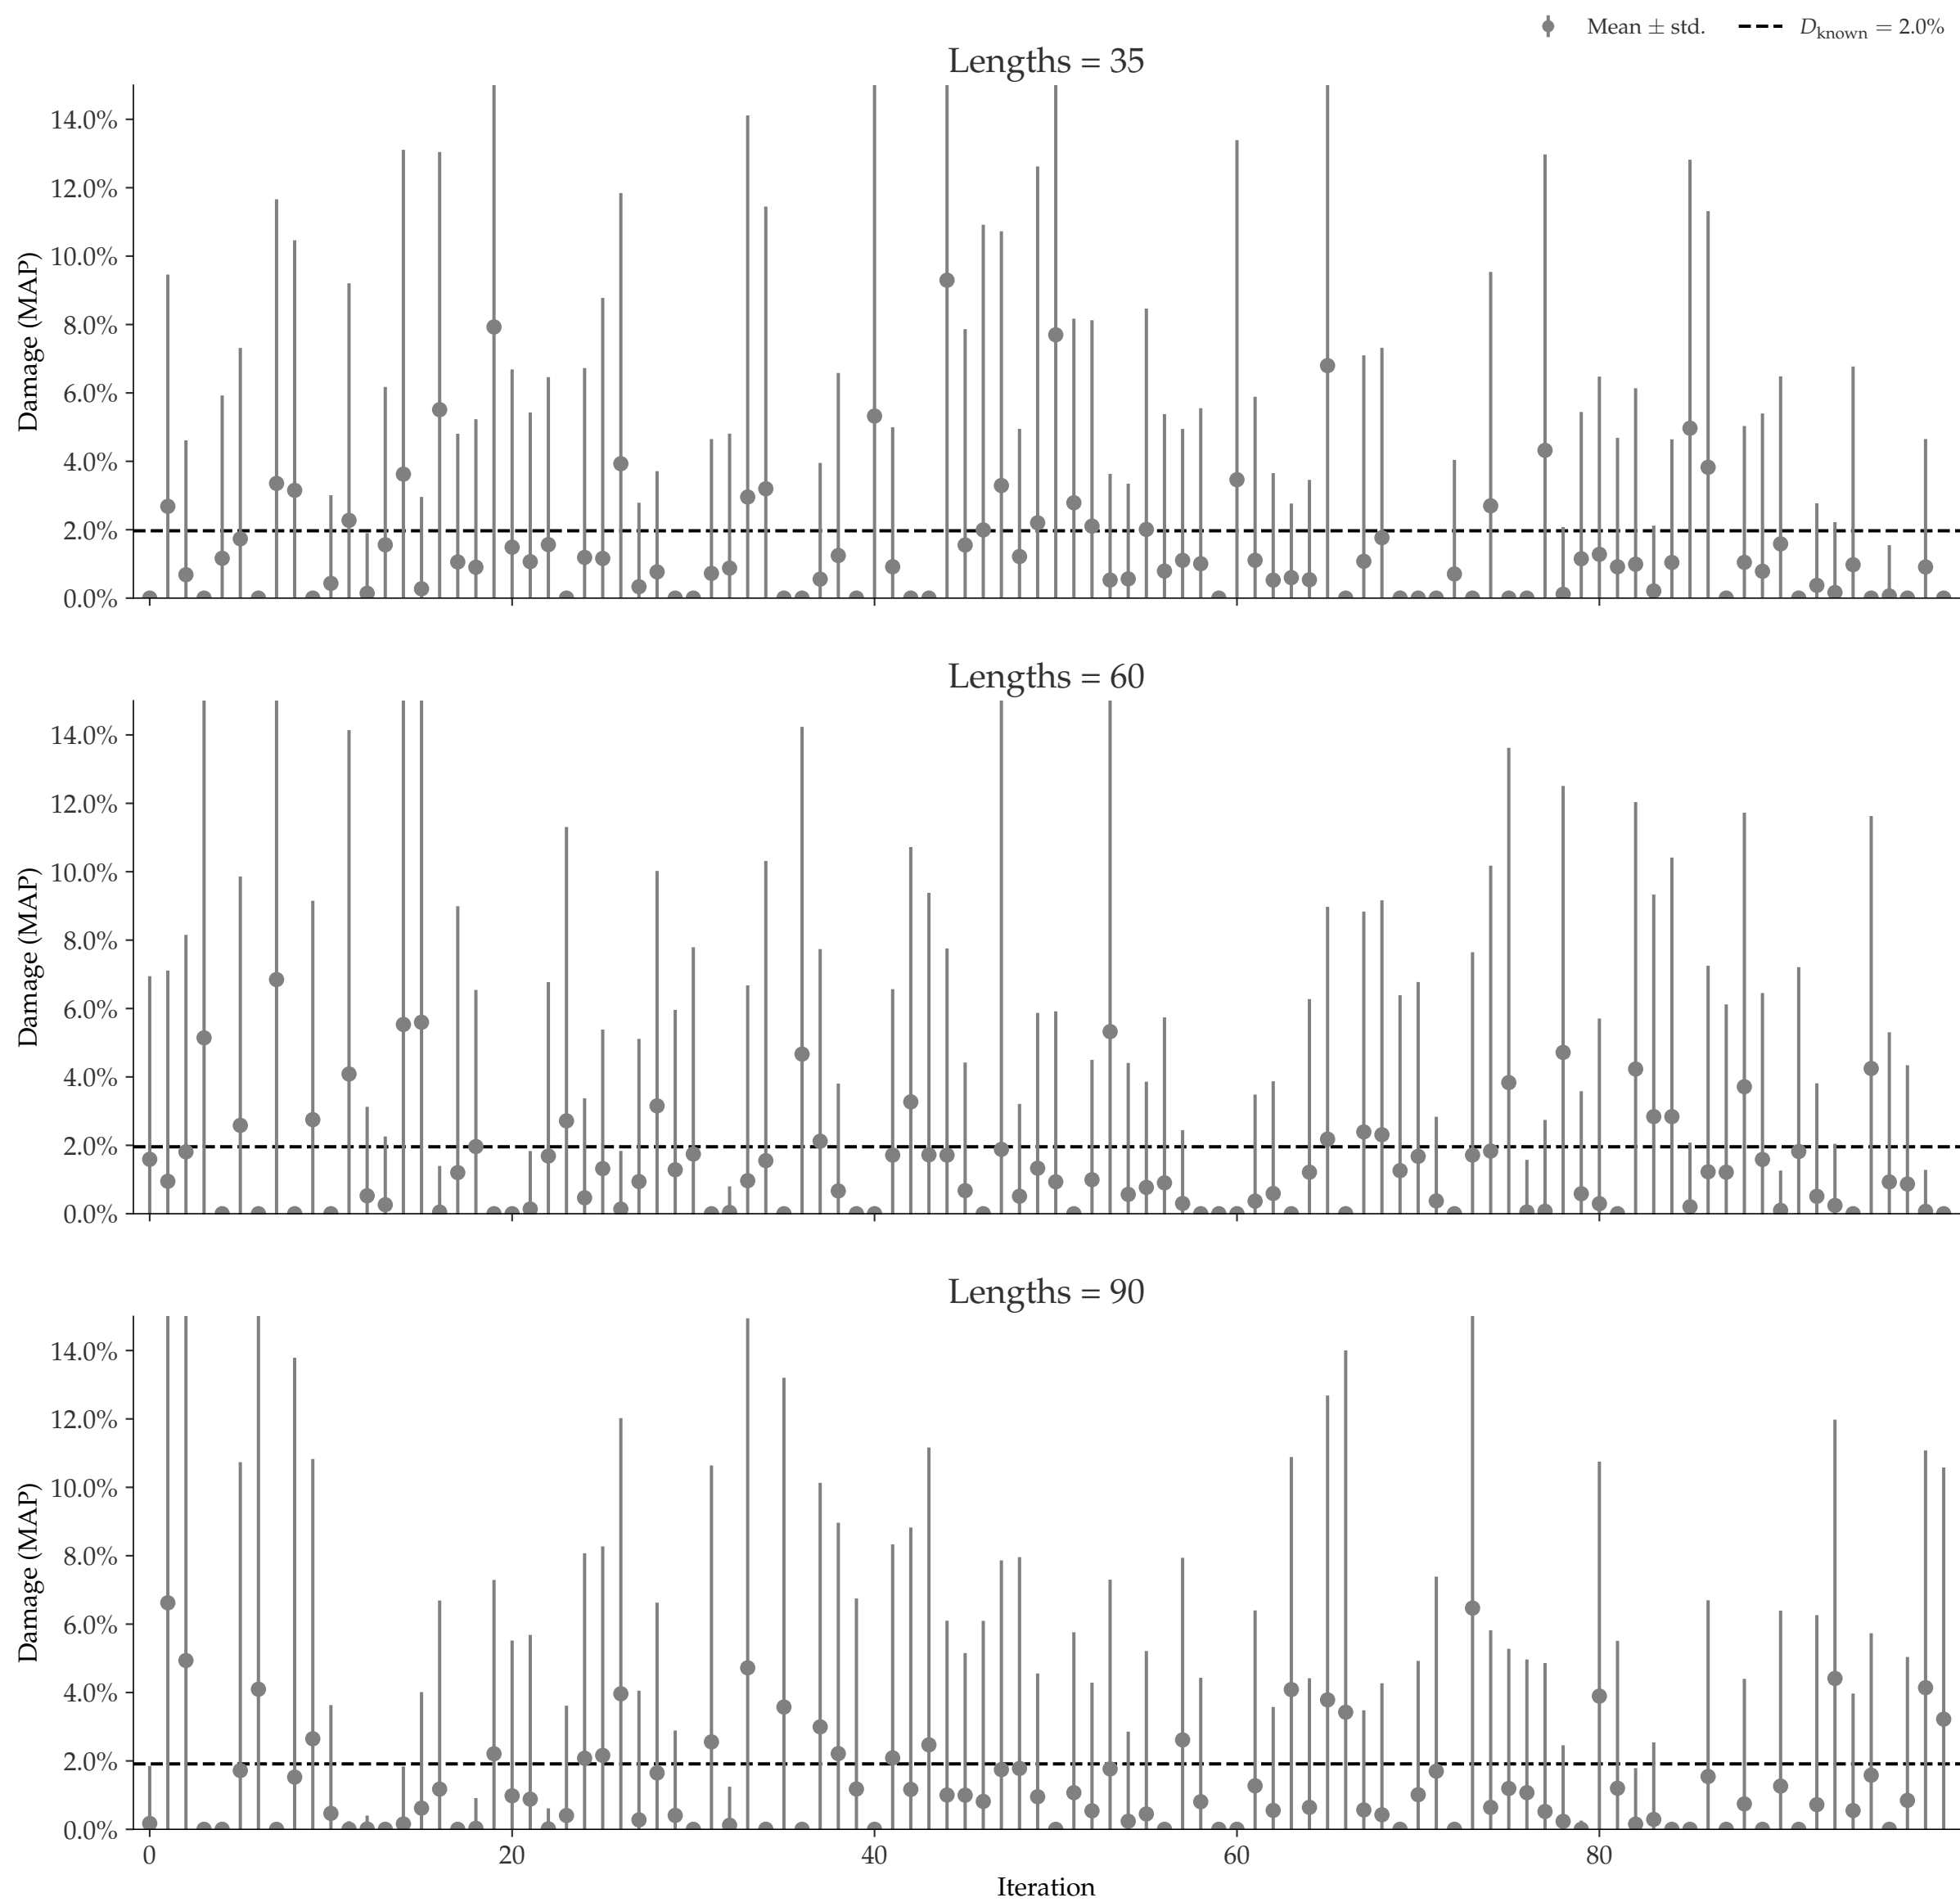 Mean ± std.
D_known = 2.0%
Lengths = 35
Damage (MAP)
14.0%
12.0%
10.0%
8.0%
6.0%
4.0%
2.0%
0.0%
Lengths = 60
Damage (MAP)
14.0%
12.0%
10.0%
8.0%
6.0%
4.0%
2.0%
0.0%
Lengths = 90
Damage (MAP)
14.0%
12.0%
10.0%
8.0%
6.0%
4.0%
2.0%
0.0%
0 20 40 60 80
Iteration